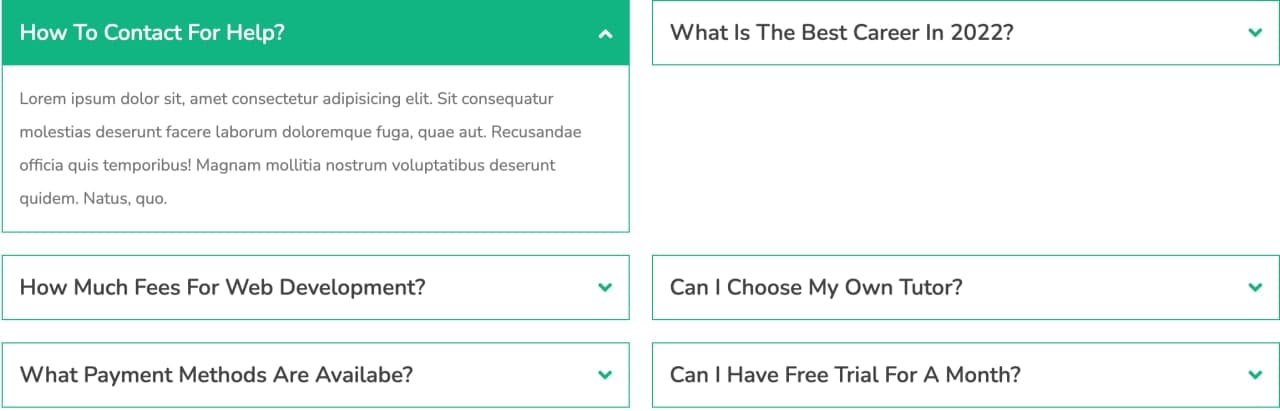 How To Contact For Help?
What Is The Best Career In 2022?
Lorem ipsum dolor sit, amet consectetur adipisicing elit. Sit consequatur
molestias deserunt facere laborum doloremque fuga, quae aut. Recusandae
officia quis temporibus! Magnam mollitia nostrum voluptatibus deserunt
quidem. Natus, quo.
How Much Fees For Web Development?
Can I Choose My Own Tutor?
What Payment Methods Are Availabe?
Can I Have Free Trial For A Month?